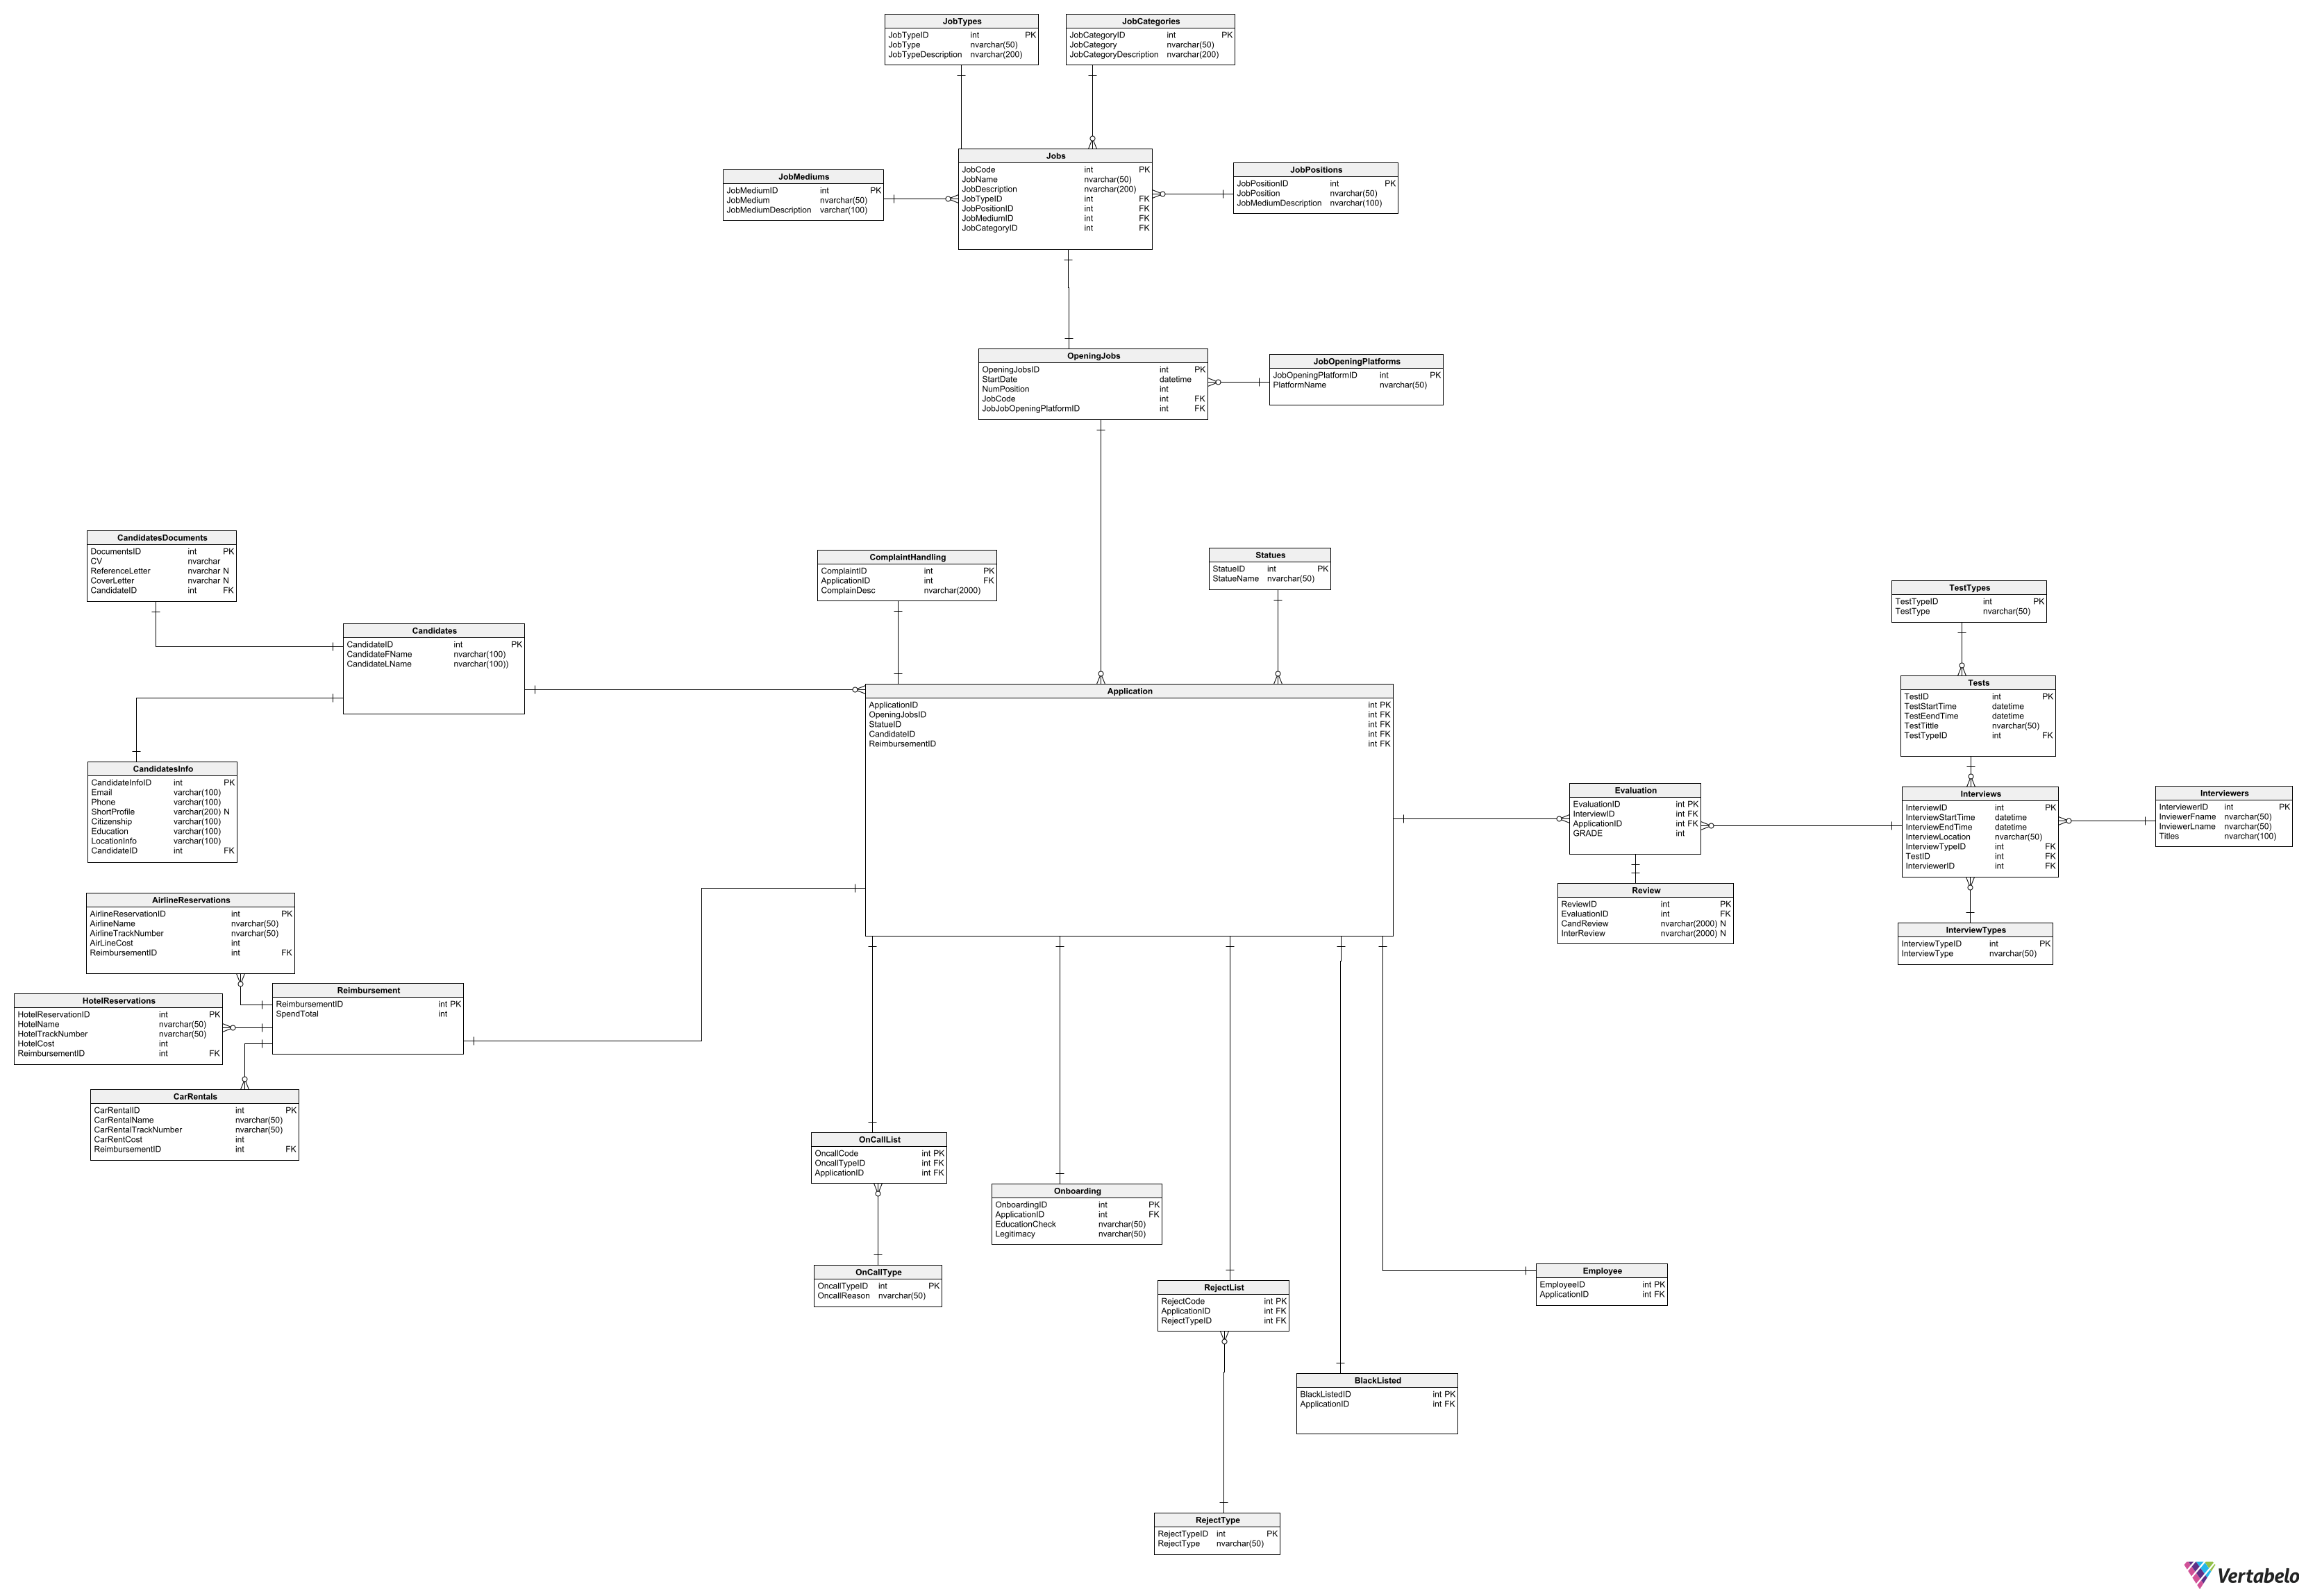 JobTypes
JobTypeID int PK
JobType nvarchar(50)
JobTypeDescription nvarchar(200)
JobCategories
JobCategoryID int PK
JobCategory nvarchar(50)
JobCategoryDescription nvarchar(200)
Jobs
JobCode int PK
JobName nvarchar(50)
JobDescription nvarchar(200)
JobTypeID int FK
JobPositionID int FK
JobMediumID int FK
JobCategoryID int FK
JobMediums
JobMediumID int PK
JobMedium nvarchar(50)
JobMediumDescription varchar(100)
JobPositions
JobPositionID int PK
JobPosition nvarchar(50)
JobMediumDescription nvarchar(100)
OpeningJobs
OpeningJobsID int PK
StartDate datetime
NumPosition int
JobCode int FK
JobJobOpeningPlatformID int FK
JobOpeningPlatforms
JobOpeningPlatformID int PK
PlatformName nvarchar(50)
CandidatesDocuments
DocumentsID int PK
CV nvarchar
ReferenceLetter nvarchar N
CoverLetter nvarchar N
CandidateID int FK
ComplaintHandling
ComplaintID int PK
ApplicationID int FK
ComplainDesc nvarchar(2000)
Statues
StatueID int PK
StatueName nvarchar(50)
TestTypes
TestTypeID int PK
TestType nvarchar(50)
Candidates
CandidateID int PK
CandidateFName nvarchar(100)
CandidateLName nvarchar(100))
Application
ApplicationID int PK
OpeningJobsID int FK
StatueID int FK
CandidateID int FK
ReimbursementID int FK
Tests
TestID int PK
TestStartTime datetime
TestEendTime datetime
TestTittle nvarchar(50)
TestTypeID int FK
CandidatesInfo
CandidateInfoID int PK
Email varchar(100)
Phone varchar(100)
ShortProfile varchar(200) N
Citizenship varchar(100)
Education varchar(100)
LocationInfo varchar(100)
CandidateID int FK
Evaluation
EvaluationID int PK
InterviewID int FK
ApplicationID int FK
GRADE int
Interviews
InterviewID int PK
InterviewStartTime datetime
InterviewEndTime datetime
InterviewLocation nvarchar(50)
InterviewTypeID int FK
TestID int FK
InterviewerID int FK
Interviewers
InterviewerID int PK
InviewerFname nvarchar(50)
InviewerLname nvarchar(50)
Titles nvarchar(100)
Review
ReviewID int PK
EvaluationID int FK
CandReview nvarchar(2000) N
InterReview nvarchar(2000) N
InterviewTypes
InterviewTypeID int PK
InterviewType nvarchar(50)
AirlineReservations
AirlineReservationID int PK
AirlineName nvarchar(50)
AirlineTrackNumber nvarchar(50)
AirLineCost int
ReimbursementID int FK
HotelReservations
HotelReservationID int PK
HotelName nvarchar(50)
HotelTrackNumber nvarchar(50)
HotelCost int
ReimbursementID int FK
Reimbursement
ReimbursementID int PK
SpendTotal int
CarRentals
CarRentalID int PK
CarRentalName nvarchar(50)
CarRentalTrackNumber nvarchar(50)
CarRentCost int
ReimbursementID int FK
OnCallList
OncallCode int PK
OncallTypeID int FK
ApplicationID int FK
Onboarding
OnboardingID int PK
ApplicationID int FK
EducationCheck nvarchar(50)
Legitimacy nvarchar(50)
OnCallType
OncallTypeID int PK
OncallReason nvarchar(50)
RejectList
RejectCode int PK
ApplicationID int FK
RejectTypeID int FK
Employee
EmployeeID int PK
ApplicationID int FK
BlackListed
BlackListedID int PK
ApplicationID int FK
RejectType
RejectTypeID int PK
RejectType nvarchar(50)
Vertabelo